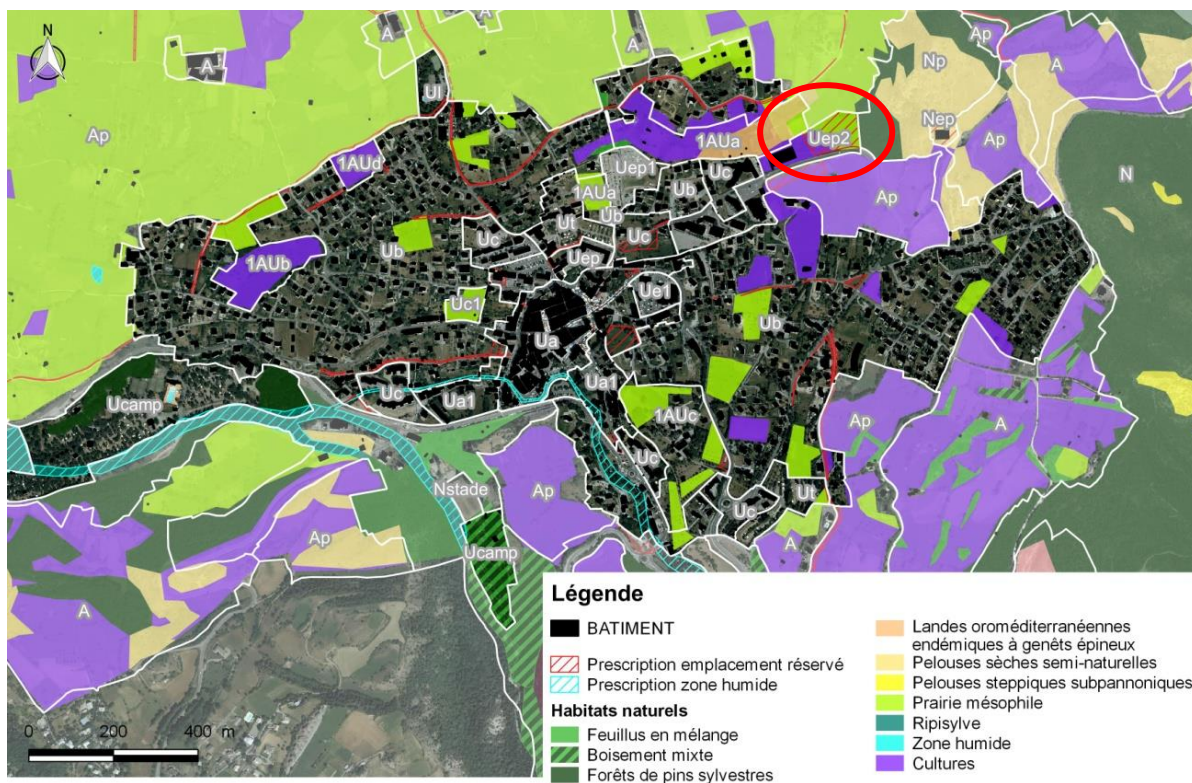 N
A
A
Ap
A
Np
Ul
Nep
Ap
Ap
1AUd
1AUa
Uep2
Uep1
Uc
1AUa
Ub
N
Ub
Ut
Uc
Ap
Ub
Uc
1AUb
Uep
Uc1
Ue1
Ua
Ub
Ucamp
Uc
Ua1
Ua1
1AUc
Ap
A
Uc
Nstade
Ap
Ut
Ap
Uc
Ucamp
A
A
Légende
BATIMENT
Prescription emplacement réservé
Prescription zone humide
Habitats naturels
Feuillus en mélange
Boisement mixte
Forêts de pins sylvestres
Landes oroméditerranéennes
endémiques à genêts épineux
Pelouses sèches semi-naturelles
Pelouses steppiques subpannoniques
Prairie mésophile
Ripisylve
Zone humide
Cultures
0 200 400 m